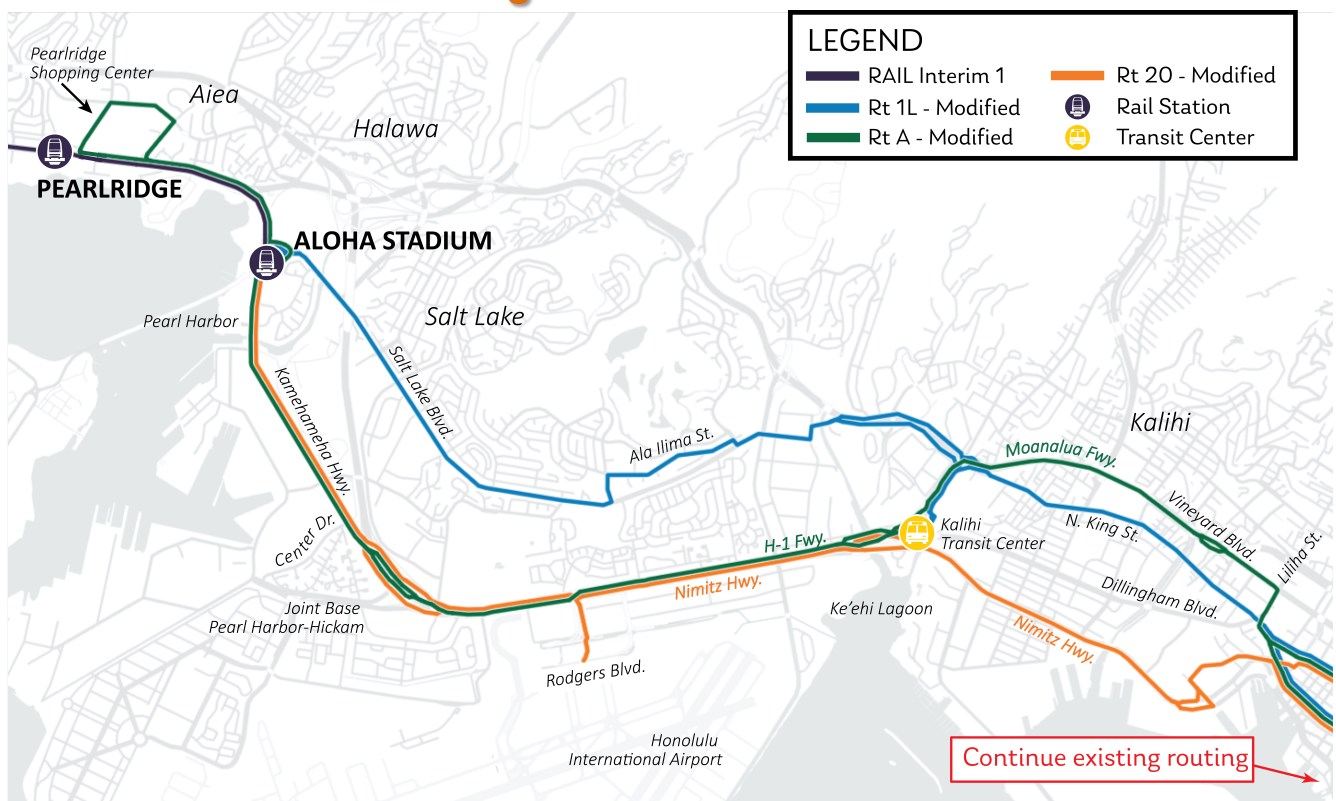 LEGEND
RAIL Interim 1
Rt 1L - Modified
Rt A - Modified
Rt 20 - Modified
Rail Station
Transit Center
Pearlridge
Shopping Center
Aiea
Halawa
PEARLRIDGE
ALOHA STADIUM
Pearl Harbor
Salt Lake
Salt Lake Blvd.
Kamehameha Hwy.
Ala Ilima St.
Kalihi
Moanalua Fwy.
Vineyard Blvd.
N. King St.
Liliha St.
Center Dr.
H-1 Fwy.
Kalihi
Transit Center
Nimitz Hwy.
Dillingham Blvd.
Joint Base
Pearl Harbor-Hickam
Ke'ehi Lagoon
Nimitz Hwy.
Rodgers Blvd.
Honolulu
International Airport
Continue existing routing